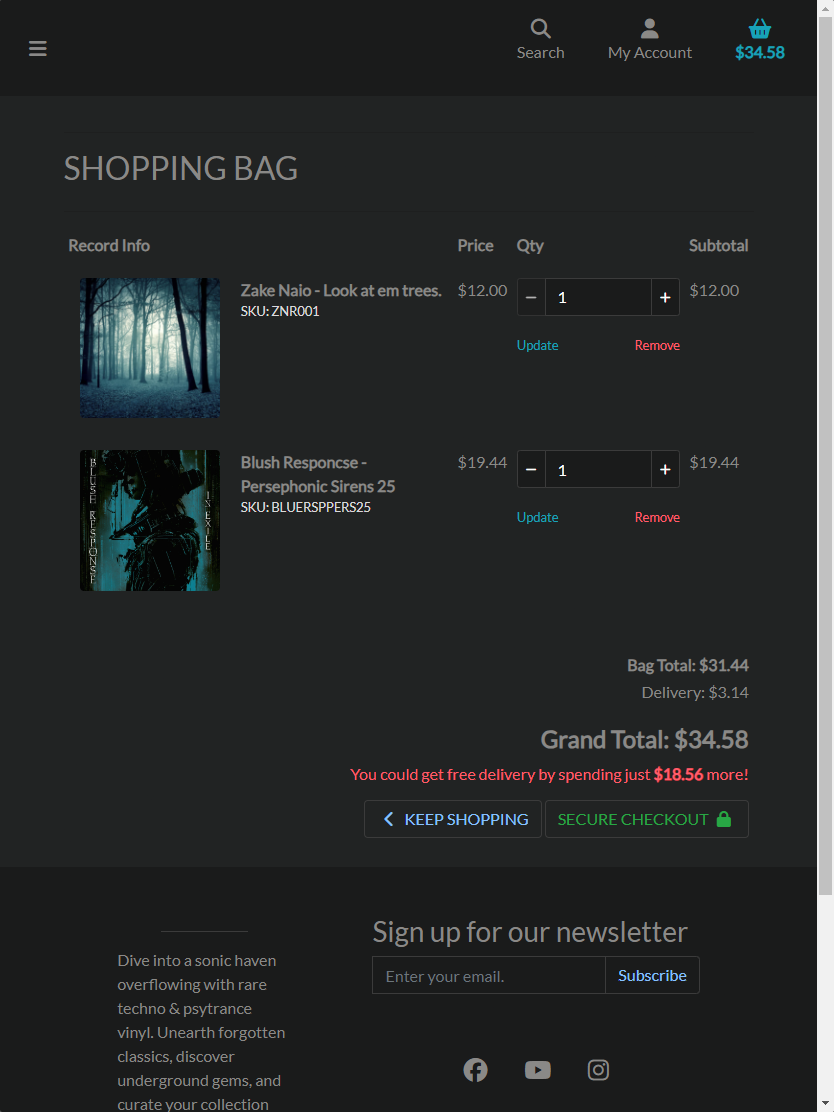 Search
My Account
$34.58
SHOPPING BAG
Record Info
Price
Qty
Subtotal
Zake Naio - Look at em trees.
SKU: ZNR001
$12.00
1
$12.00
Update
Remove
BLUSH RESPONSE
IN EXILE
Blush Responcse -
Persephonic Sirens 25
SKU: BLUERSPPERS25
$19.44
1
$19.44
Update
Remove
Bag Total: $31.44
Delivery: $3.14
Grand Total: $34.58
You could get free delivery by spending just $18.56 more!
KEEP SHOPPING
SECURE CHECKOUT
Dive into a sonic haven
overflowing with rare
techno & psytrance
vinyl. Unearth forgotten
classics, discover
underground gems, and
curate your collection
Sign up for our newsletter
Enter your email.
Subscribe